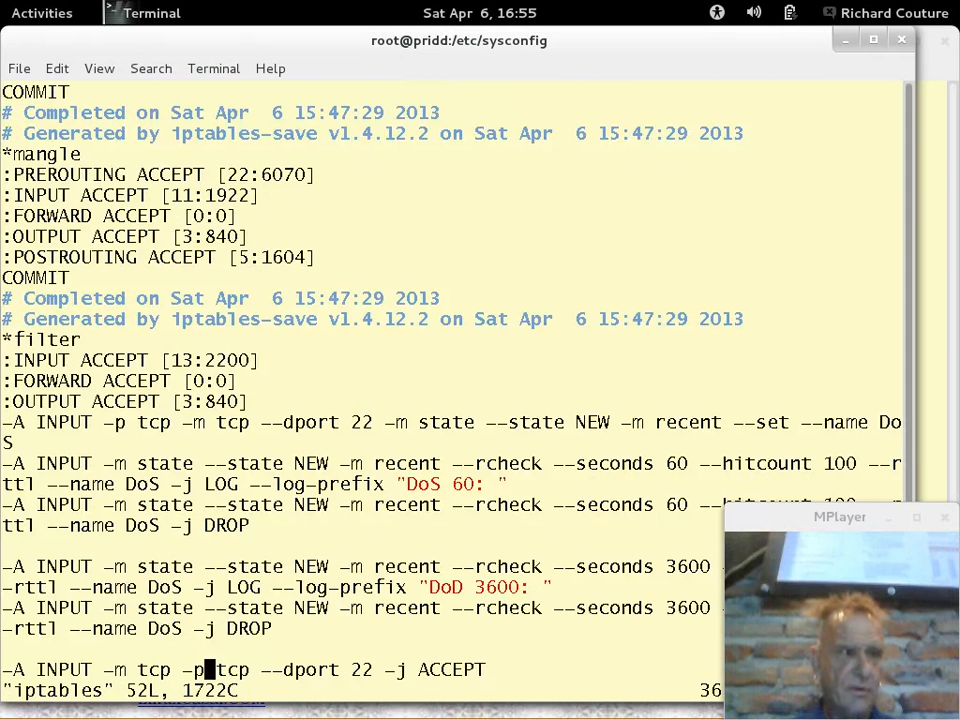 Activities Terminal Sat Apr 6, 16:55 Richard Couture
root@pridd:/etc/sysconfig
File Edit View Search Terminal Help
COMMIT
# Completed on Sat Apr  6 15:47:29 2013
# Generated by iptables-save v1.4.12.2 on Sat Apr  6 15:47:29 2013
*mangle
:PREROUTING ACCEPT [22:6070]
:INPUT ACCEPT [11:1922]
:FORWARD ACCEPT [0:0]
:OUTPUT ACCEPT [3:840]
:POSTROUTING ACCEPT [5:1604]
COMMIT
# Completed on Sat Apr  6 15:47:29 2013
# Generated by iptables-save v1.4.12.2 on Sat Apr  6 15:47:29 2013
*filter
:INPUT ACCEPT [13:2200]
:FORWARD ACCEPT [0:0]
:OUTPUT ACCEPT [3:840]
-A INPUT -p tcp -m tcp --dport 22 -m state --state NEW -m recent --set --name Do
S
-A INPUT -m state --state NEW -m recent --rcheck --seconds 60 --hitcount 100 --r
ttl --name DoS -j LOG --log-prefix "DoS 60: "
-A INPUT -m state --state NEW -m recent --rcheck --seconds 60 --hitcount
ttl --name DoS -j DROP
MPlayer
-A INPUT -m state --state NEW -m recent --rcheck --seconds 3600
-rttl --name DoS -j LOG --log-prefix "DoD 3600: "
-A INPUT -m state --state NEW -m recent --rcheck --seconds 3600
-rttl --name DoS -j DROP
-A INPUT -m tcp -p tcp --dport 22 -j ACCEPT
"iptables" 52L, 1722C 36